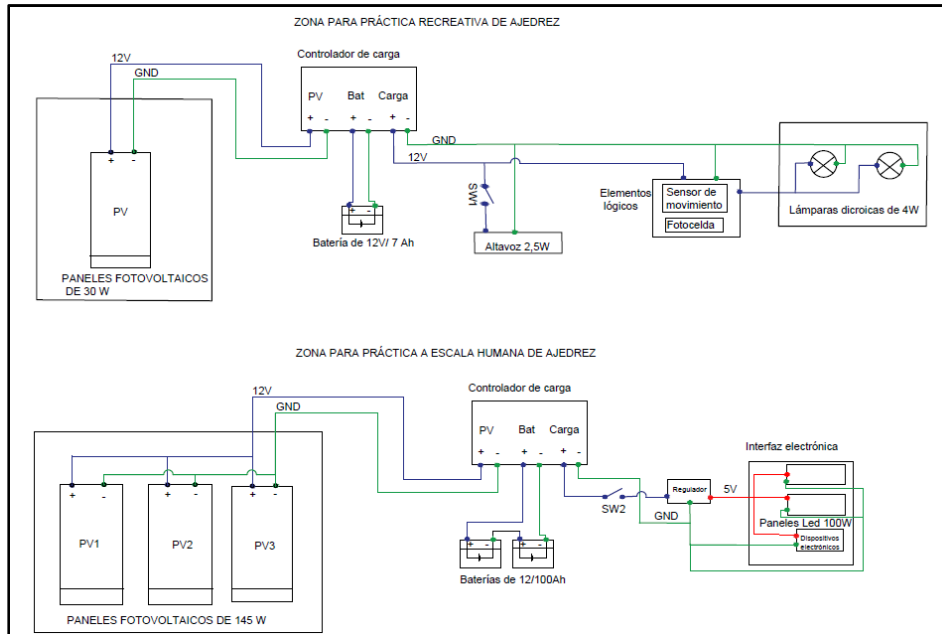 ZONA PARA PRÁCTICA RECREATIVA DE AJEDREZ
Controlador de carga
12V
GND
PV Bat Carga
+ - + - + -
GND
12V
+ -
PV
SW1
Elementos
lógicos
Sensor de
movimiento
Fotocelda
Lámparas dicroicas de 4W
+ -
Batería de 12V/ 7 Ah
Altavoz 2,5W
PANELES FOTOVOLTAICOS
DE 30 W
ZONA PARA PRÁCTICA A ESCALA HUMANA DE AJEDREZ
Controlador de carga
12V
GND
PV Bat Carga
+ - + - + -
Interfaz electrónica
+ - + - + -
Regulador
5V
SW2
GND
Paneles Led 100W
PV1 PV2 PV3
Dispositivos
electrónicos
+ - + -
Baterías de 12/100Ah
PANELES FOTOVOLTAICOS DE 145 W